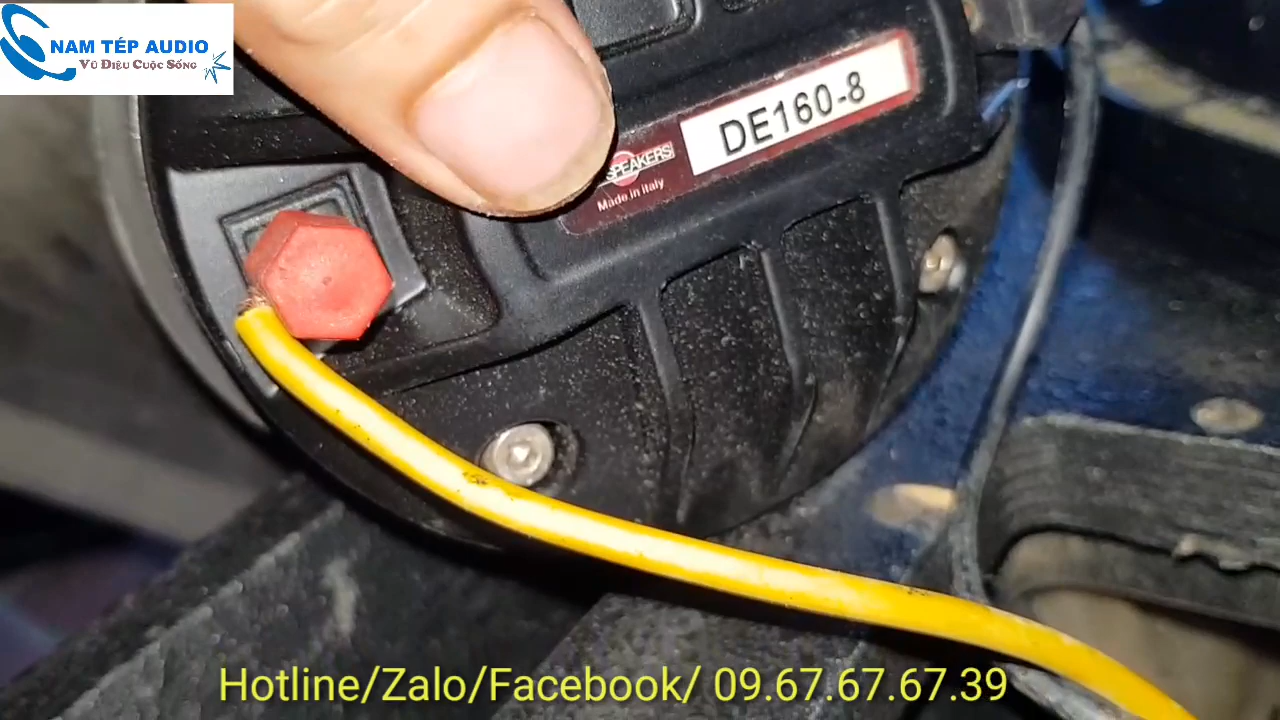 NAM TÉP AUDIO
Vũ Điệu Cuộc Sống
DE160-8
SPEAKERS
Made in italy
Hotline/Zalo/Facebook/ 09.67.67.67.39